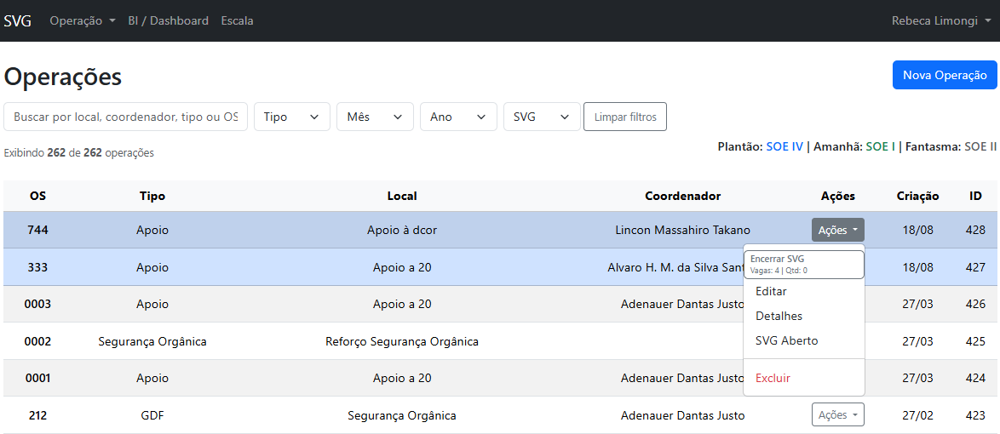 SVG Operação BI / Dashboard Escala Rebeca Limongi
Operações Nova Operação
Buscar por local, coordenador, tipo ou OS Tipo Mês Ano SVG Limpar filtros
Exibindo 262 de 262 operações Plantão: SOE IV | Amanhã: SOE I | Fantasma: SOE II
OS Tipo Local Coordenador Ações Criação ID
744 Apoio Apoio à dcor Lincon Massahiro Takano Ações 18/08 428
333 Apoio Apoio a 20 Alvaro H. M. da Silva Sant 18/08 427
Encerrar SVG
Vagas: 4 | Qtd: 0
Editar
Detalhes
SVG Aberto
Excluir
0003 Apoio Apoio a 20 Adenauer Dantas Justo 27/03 426
0002 Segurança Orgânica Reforço Segurança Orgânica 27/03 425
0001 Apoio Apoio a 20 Adenauer Dantas Justo 27/03 424
212 GDF Segurança Orgânica Adenauer Dantas Justo Ações 27/02 423